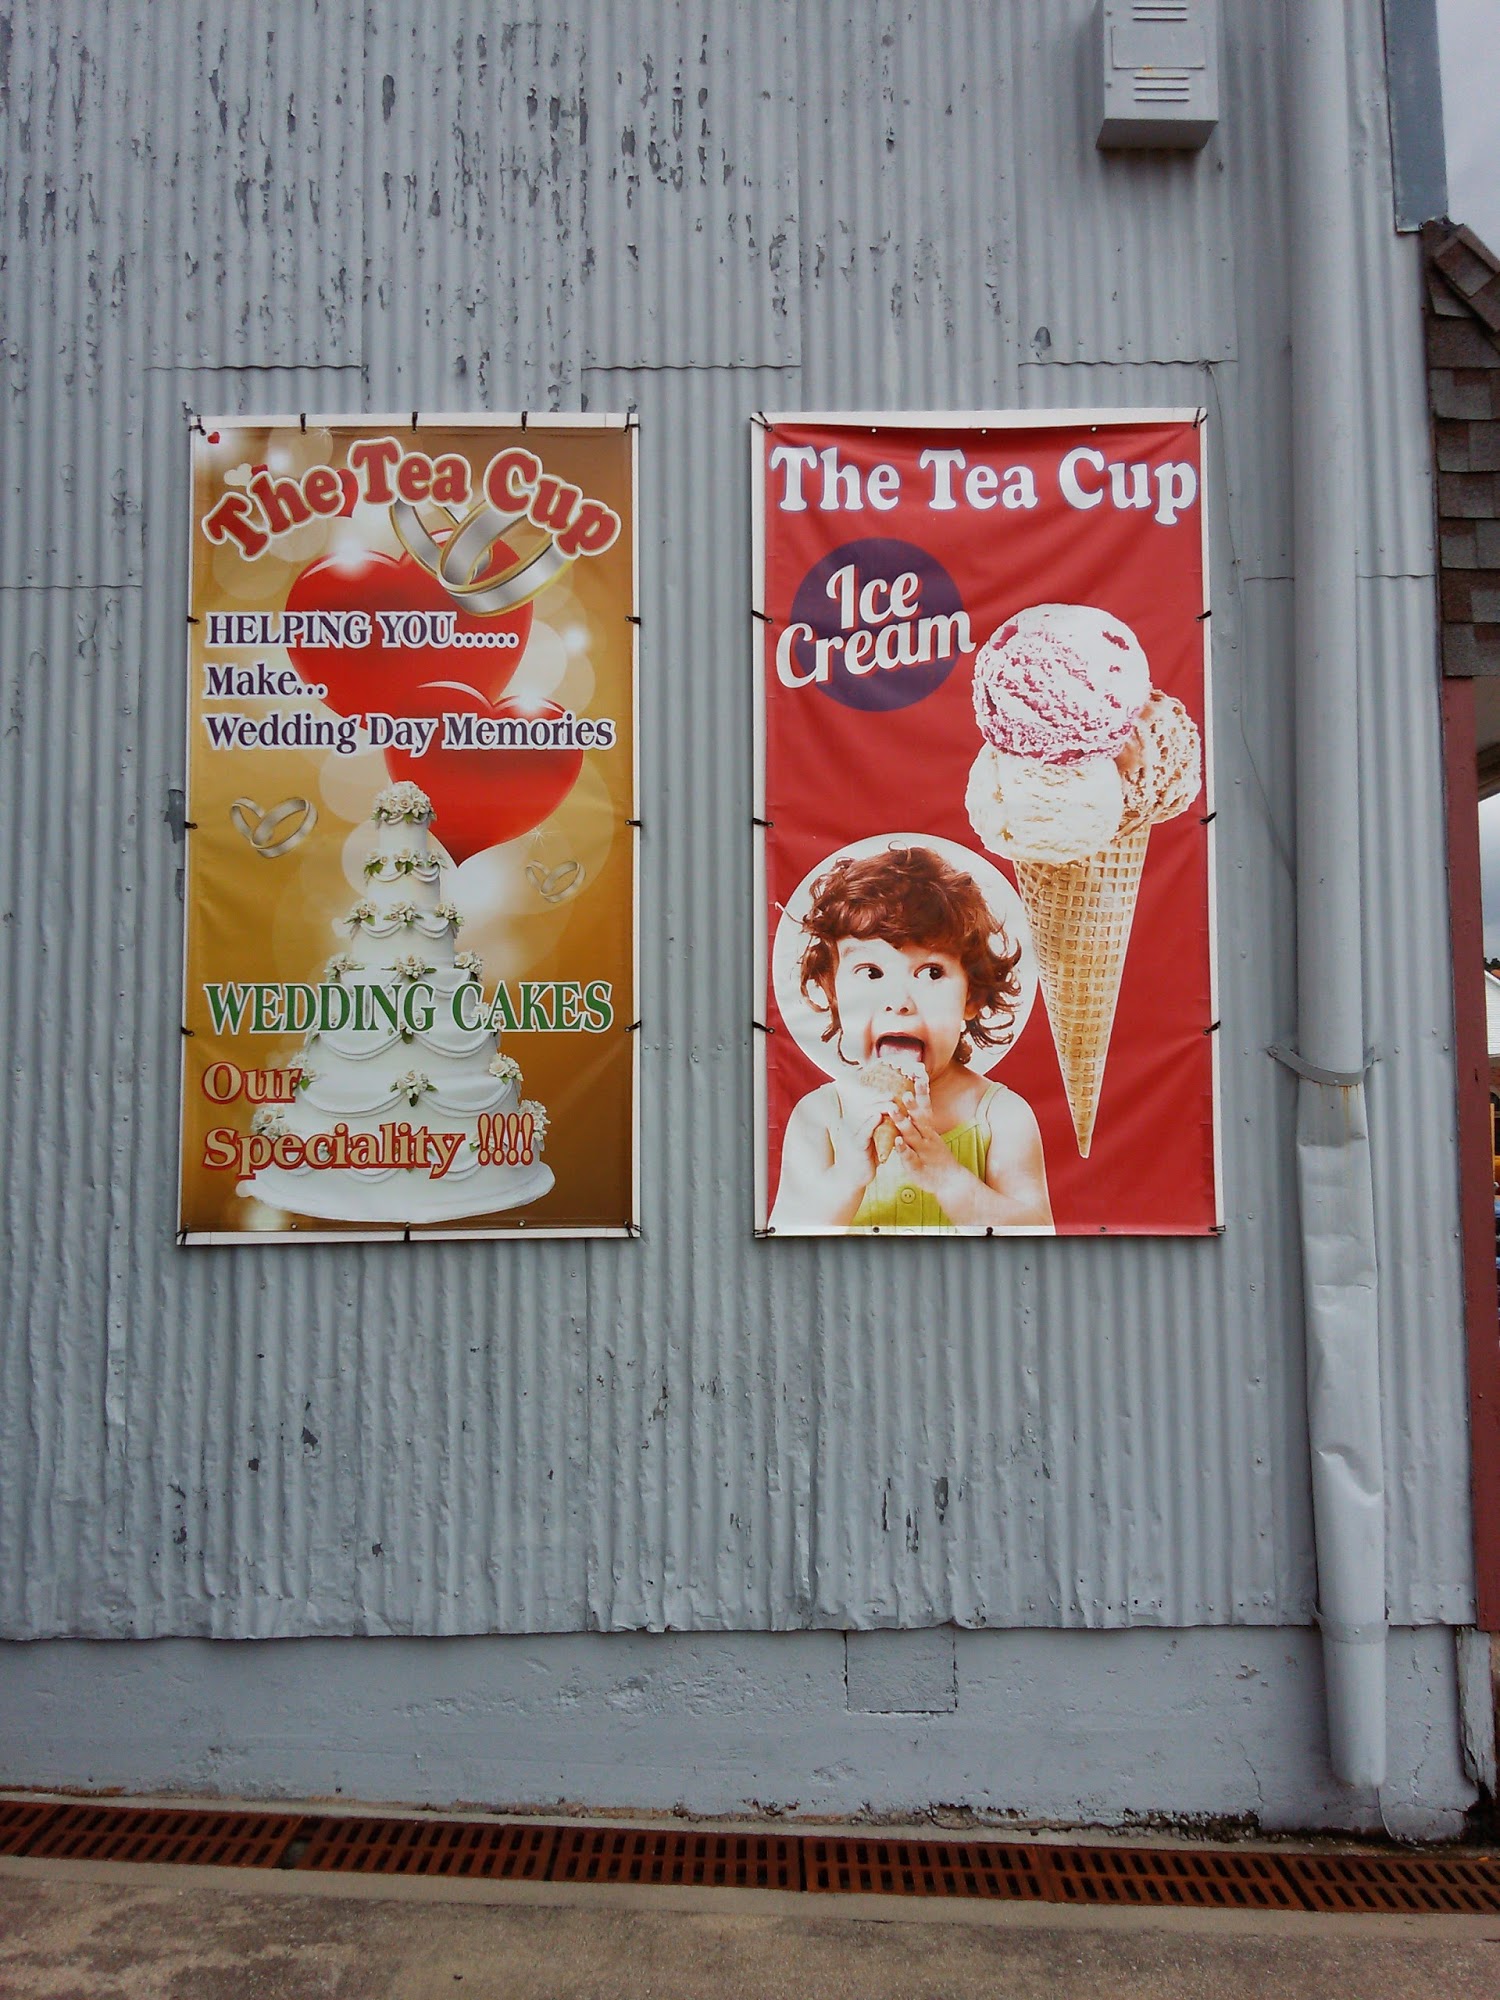 The Tea Cup
HELPING YOU......
Make...
Wedding Day Memories
WEDDING CAKES
Our
Speciality !!!!
The Tea Cup
Ice
Cream